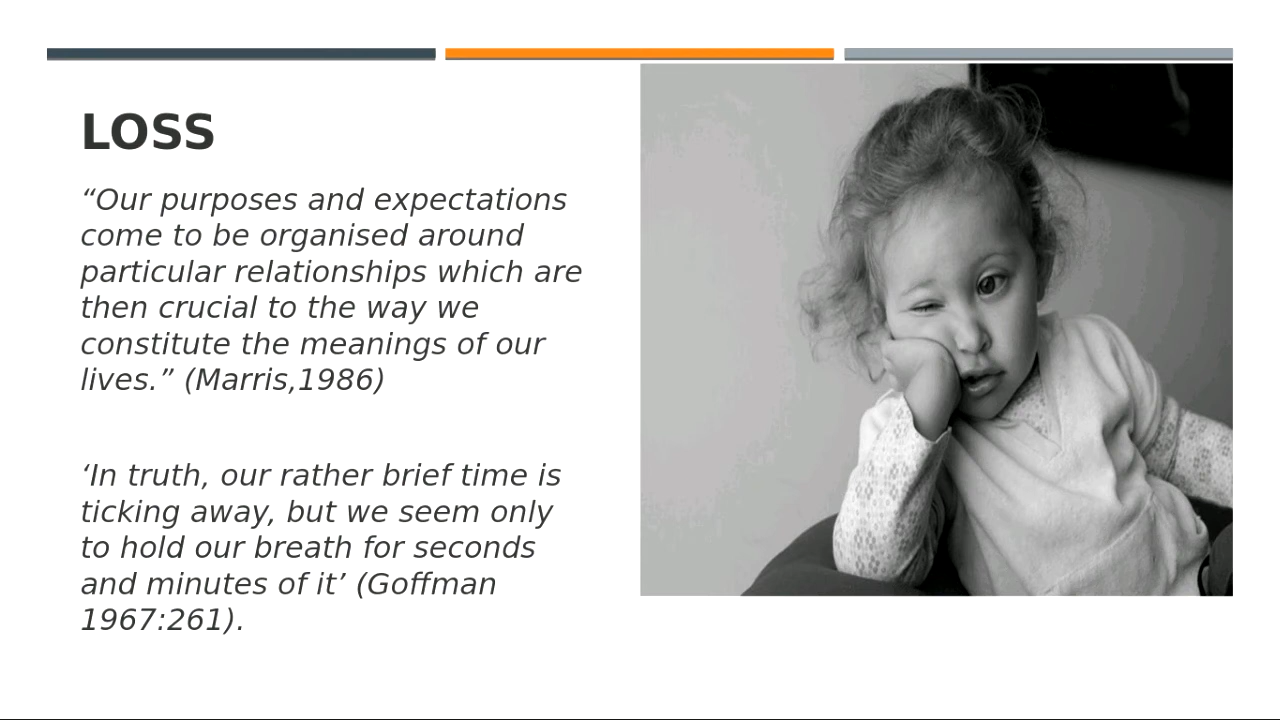 LOSS
“Our purposes and expectations
come to be organised around
particular relationships which are
then crucial to the way we
constitute the meanings of our
lives.” (Marris,1986)
‘In truth, our rather brief time is
ticking away, but we seem only
to hold our breath for seconds
and minutes of it’ (Goffman
1967:261).